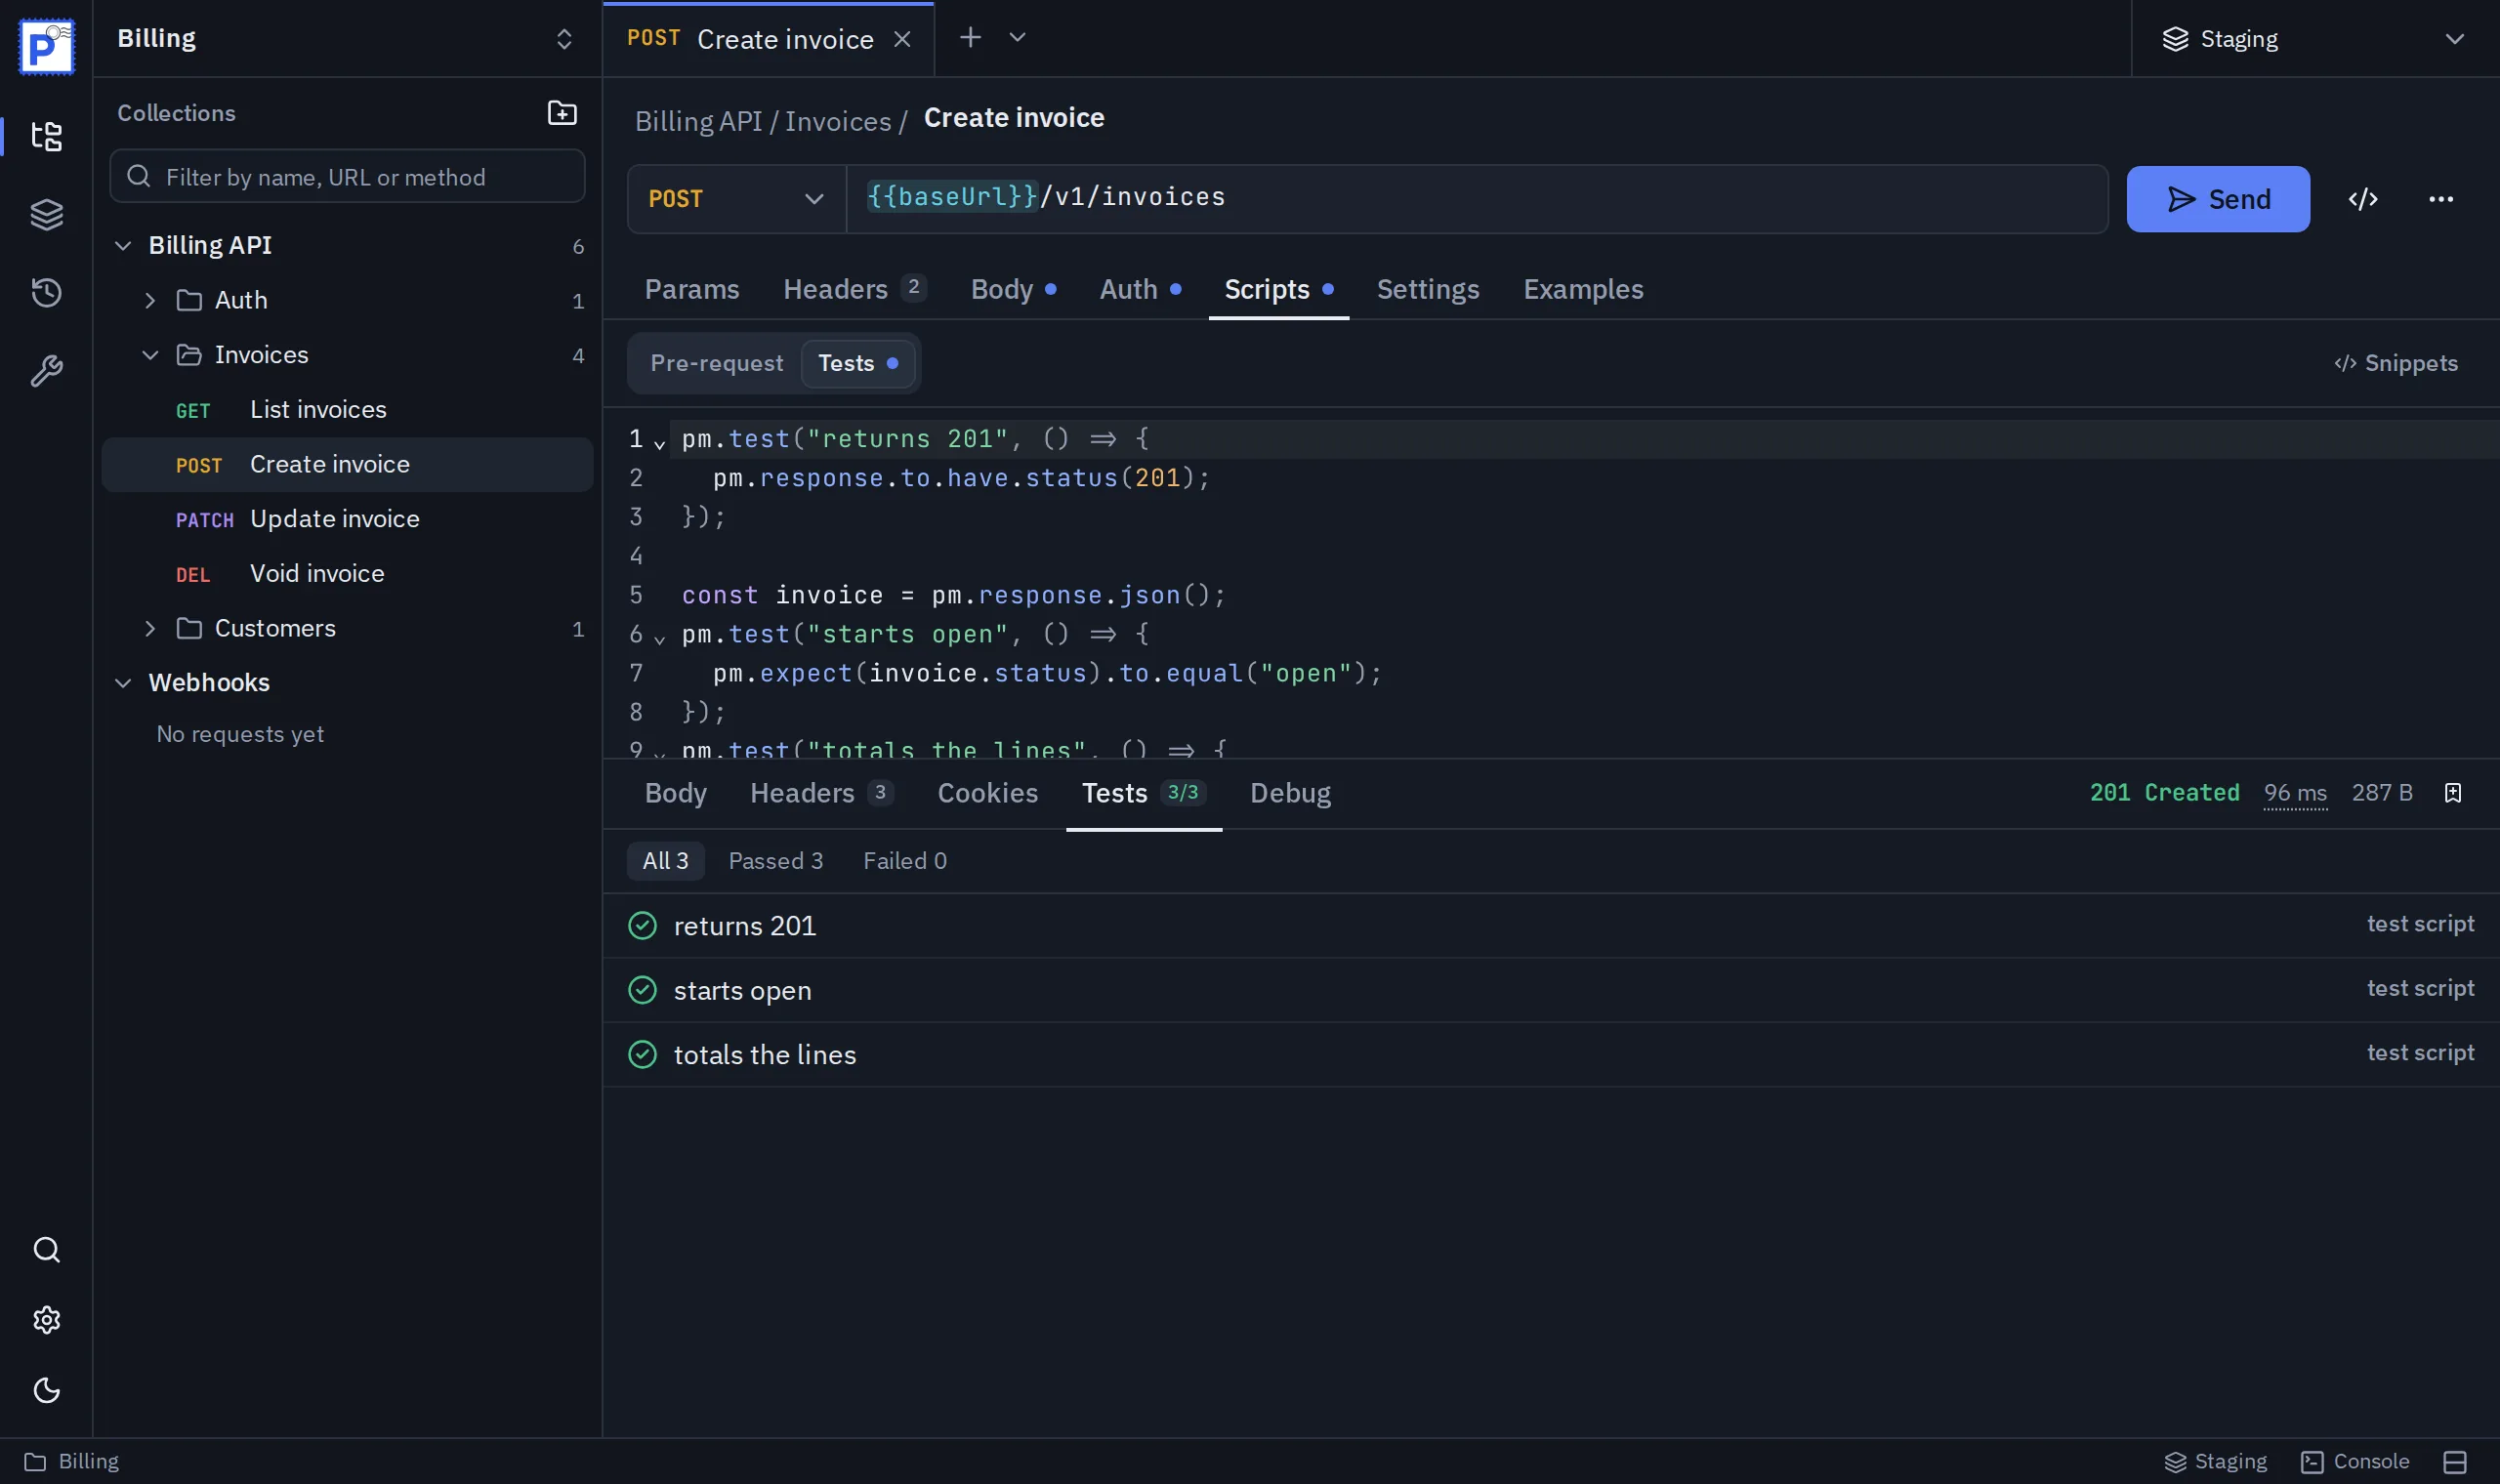 P
Billing
POST Create invoice
Staging
Collections
Filter by name, URL or method
Billing API 6
Auth 1
Invoices 4
GET List invoices
POST Create invoice
PATCH Update invoice
DEL Void invoice
Customers 1
Webhooks
No requests yet
Billing API / Invoices / Create invoice
POST {{baseUrl}}/v1/invoices
Send </> ...
Params Headers 2 Body Auth Scripts Settings Examples
Pre-request Tests </> Snippets
1 pm.test("returns 201", () => {
2 pm.response.to.have.status(201);
3 });
4
5 const invoice = pm.response.json();
6 pm.test("starts open", () => {
7 pm.expect(invoice.status).to.equal("open");
8 });
9 pm.test("totals the lines", () => {
Body Headers 3 Cookies Tests 3/3 Debug
201 Created 96 ms 287 B
All 3 Passed 3 Failed 0
returns 201 test script
starts open test script
totals the lines test script
Billing
Staging Console